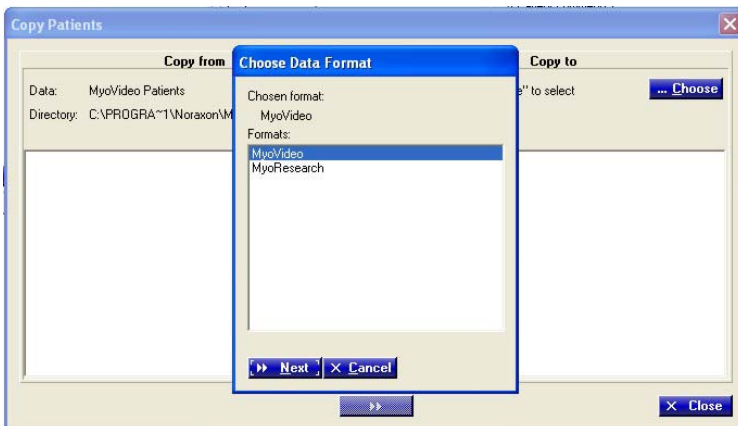 Copy Patients
Copy from
Copy to
Data: MyoVideo Patients
Directory: C:\PROGRA~1\Noraxon\M
" to select
... Choose
Choose Data Format
Chosen format:
MyoVideo
Formats:
MyoVideo
MyoResearch
Next
Cancel
Close